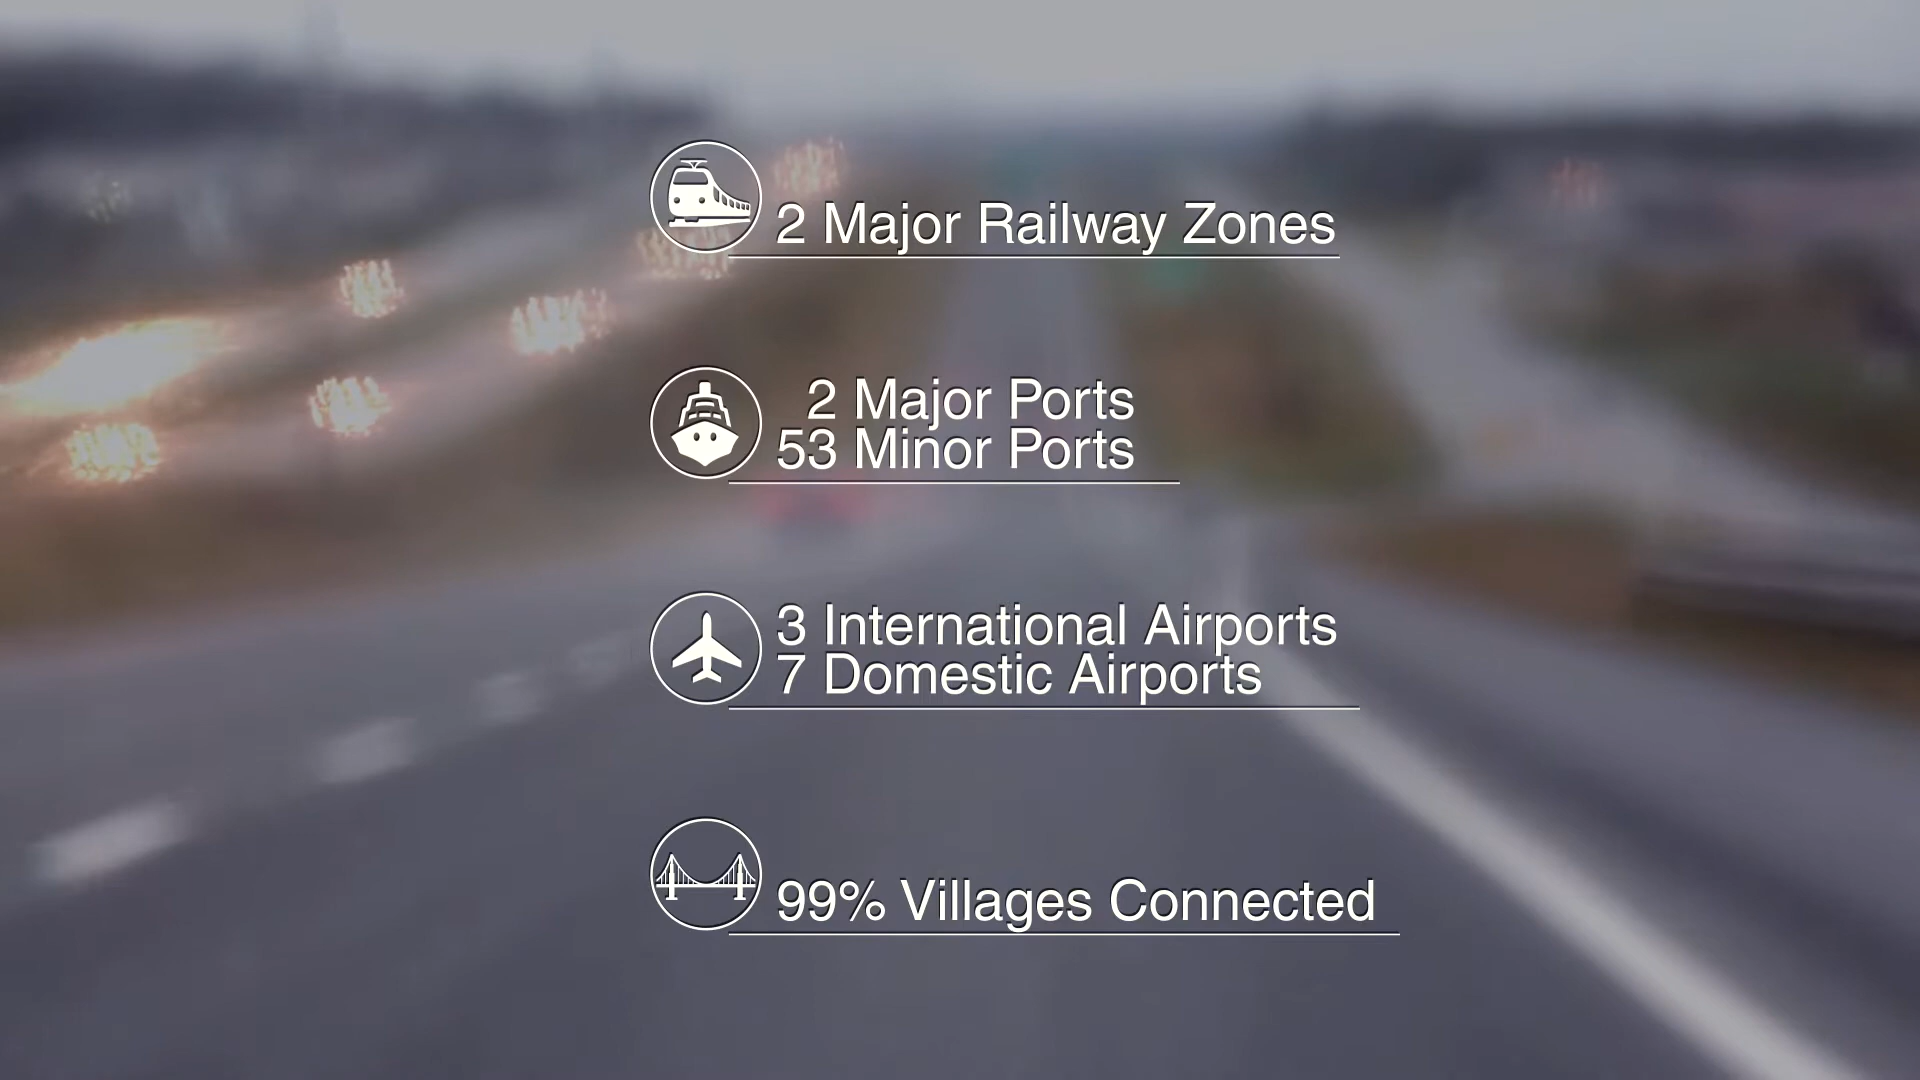 2 Major Railway Zones
2 Major Ports
53 Minor Ports
3 International Airports
7 Domestic Airports
99% Villages Connected